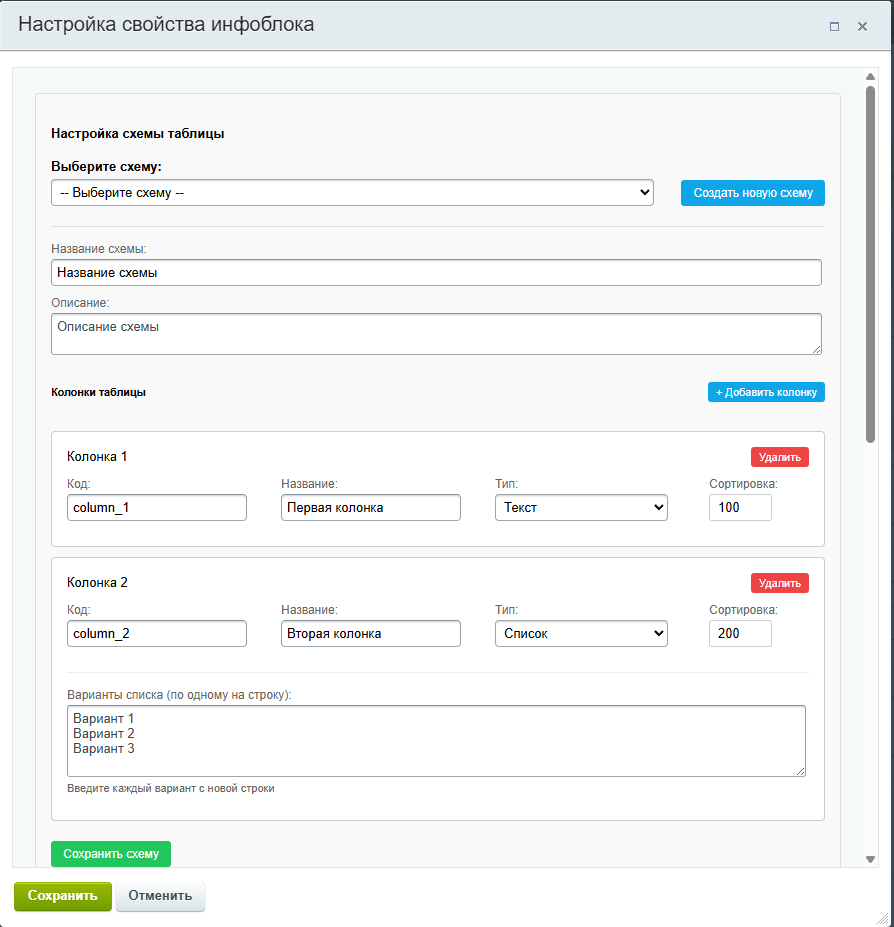 Настройка свойства инфоблока
Настройка схемы таблицы
Выберите схему:
-- Выберите схему --
Создать новую схему
Название схемы:
Название схемы
Описание:
Описание схемы
Колонки таблицы
+ Добавить колонку
Колонка 1
Удалить
Код: Название: Тип: Сортировка:
column_1 Первая колонка Текст 100
Колонка 2
Удалить
Код: Название: Тип: Сортировка:
column_2 Вторая колонка Список 200
Варианты списка (по одному на строку):
Вариант 1
Вариант 2
Вариант 3
Введите каждый вариант с новой строки
Сохранить схему
Сохранить Отменить